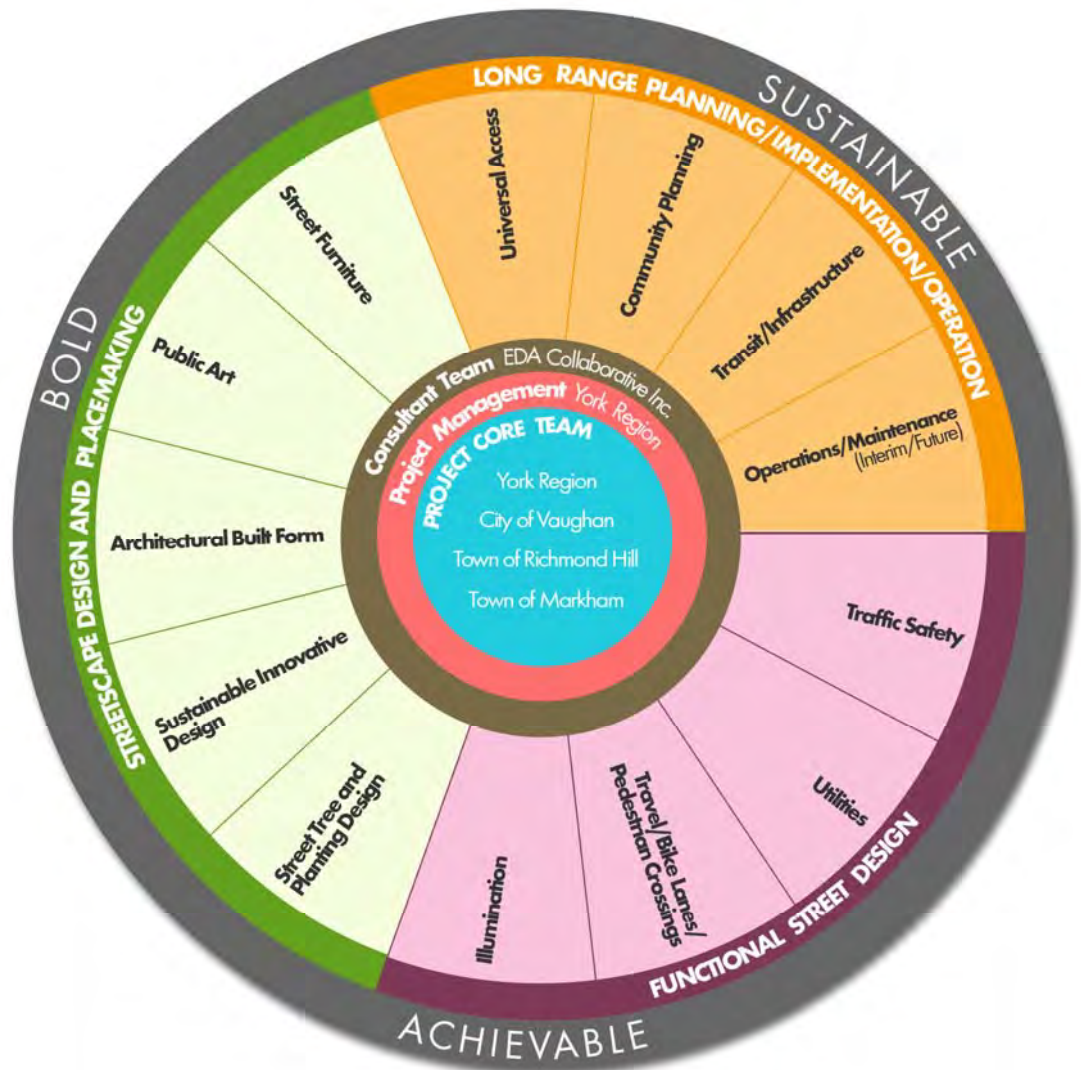 SUSTAINABLE
BOLD
ACHIEVABLE
LONG RANGE PLANNING/IMPLEMENTATION/OPERATION
Universal Access
Community Planning
Transit/Infrastructure
Operations/Maintenance
(Interim/Future)
FUNCTIONAL STREET DESIGN
Traffic Safety
Utilities
Travel/Bike Lanes/
Pedestrian Crossings
Illumination
STREETSCAPE DESIGN AND PLACEMAKING
Street Tree and
Planting Design
Sustainable Innovative
Design
Architectural Built Form
Public Art
Street Furniture
Consultant Team EDA Collaborative Inc.
Project Management York Region
PROJECT CORE TEAM
York Region
City of Vaughan
Town of Richmond Hill
Town of Markham